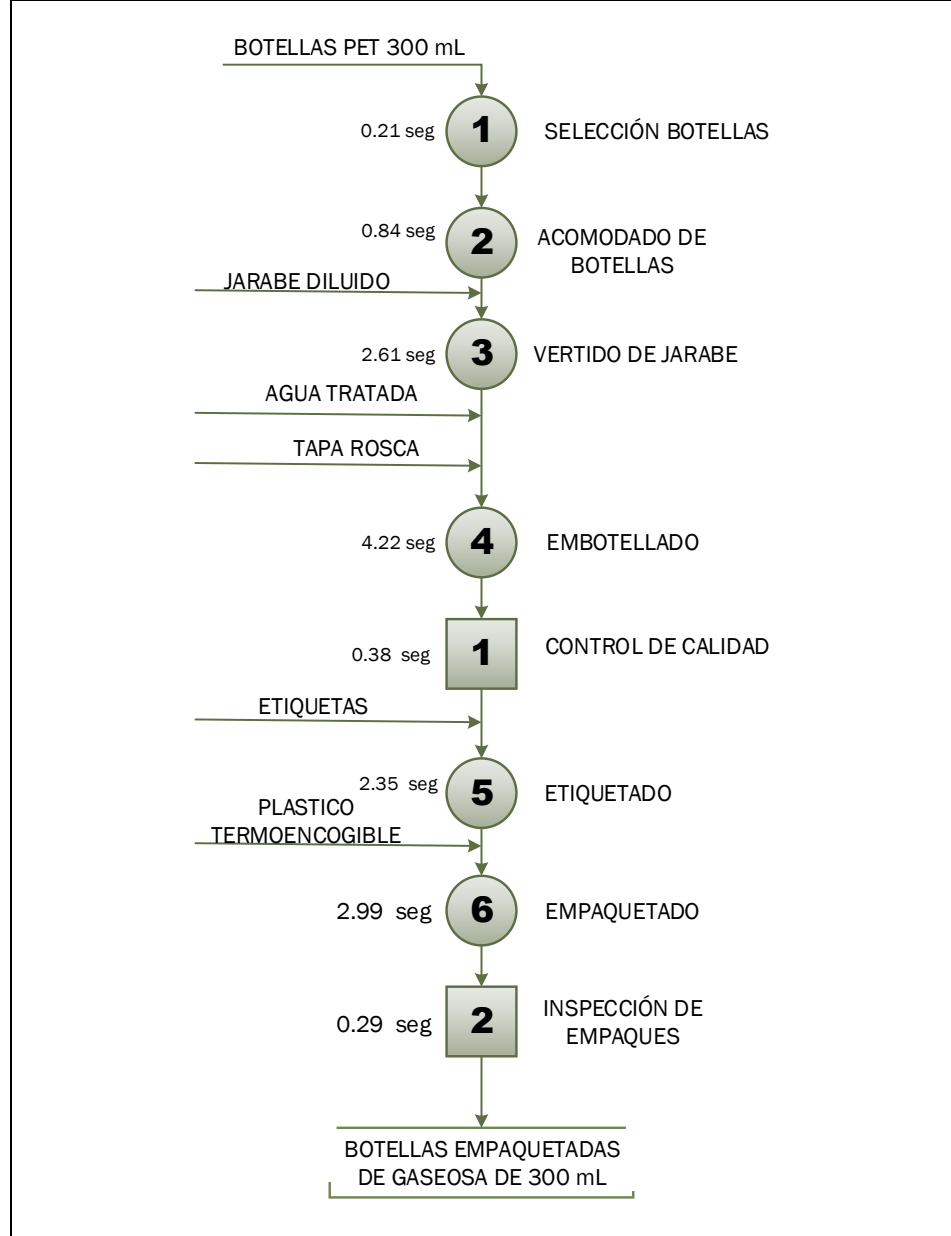 BOTELLAS PET 300 mL
0.21 seg
1
SELECCIÓN BOTELLAS
0.84 seg
2
ACOMODADO DE
BOTELLAS
JARABE DILUIDO
2.61 seg
3
VERTIDO DE JARABE
AGUA TRATADA
TAPA ROSCA
4.22 seg
4
EMBOTELLADO
0.38 seg
1
CONTROL DE CALIDAD
ETIQUETAS
2.35 seg
5
ETIQUETADO
PLASTICO
TERMOENCOGIBLE
2.99 seg
6
EMPAQUETADO
0.29 seg
2
INSPECCIÓN DE
EMPAQUES
BOTELLAS EMPAQUETADAS
DE GASEOSA DE 300 mL